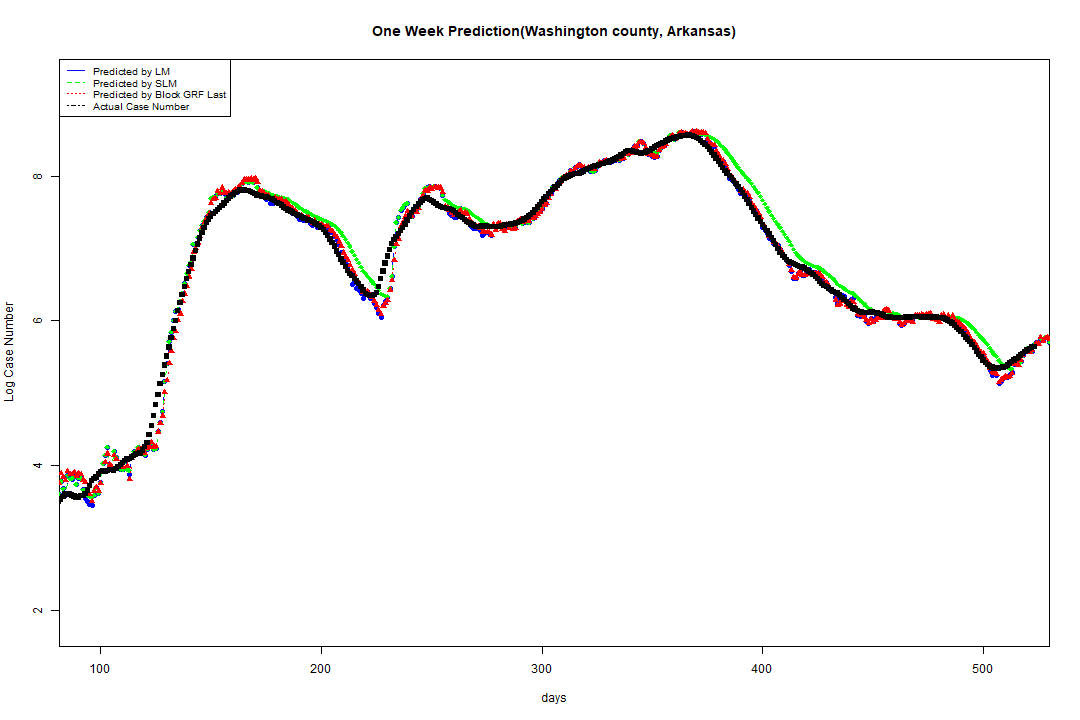 One Week Prediction(Washington county, Arkansas)
Predicted by LM
Predicted by SLM
Predicted by Block GRF Last
Actual Case Number
8
6
4
2
Log Case Number
100 200 300 400 500
days